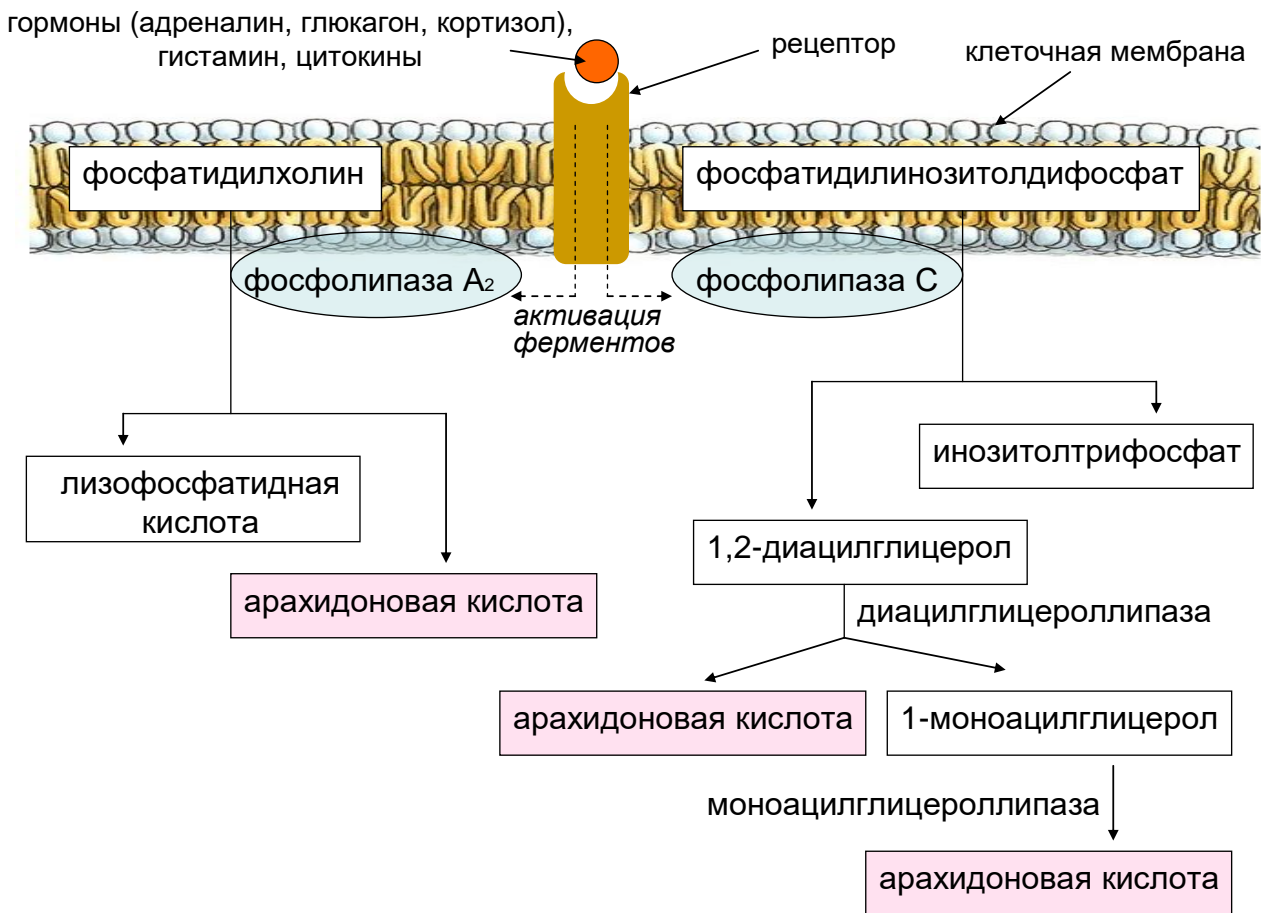 гормоны (адреналин, глюкагон, кортизол),
гистамин, цитокины
рецептор
клеточная мембрана
фосфатидилхолин
фосфатидилинозитолдифосфат
фосфолипаза А₂
фосфолипаза С
активация
ферментов
инозитолтрифосфат
лизофосфатидная
кислота
1,2-диацилглицерол
арахидоновая кислота
диацилглицероллипаза
арахидоновая кислота
1-моноацилглицерол
моноацилглицероллипаза
арахидоновая кислота